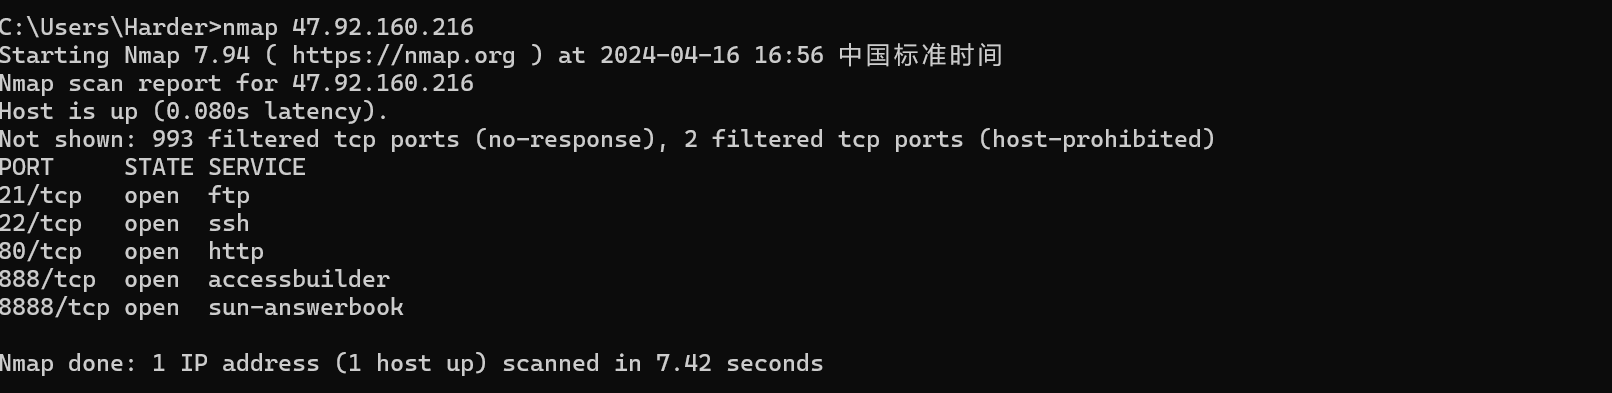 C:\Users\Harder>nmap 47.92.160.216
Starting Nmap 7.94 ( https://nmap.org ) at 2024-04-16 16:56 中国标准时间
Nmap scan report for 47.92.160.216
Host is up (0.080s latency).
Not shown: 993 filtered tcp ports (no-response), 2 filtered tcp ports (host-prohibited)
PORT     STATE SERVICE
21/tcp   open  ftp
22/tcp   open  ssh
80/tcp   open  http
888/tcp  open  accessbuilder
8888/tcp open  sun-answerbook
Nmap done: 1 IP address (1 host up) scanned in 7.42 seconds